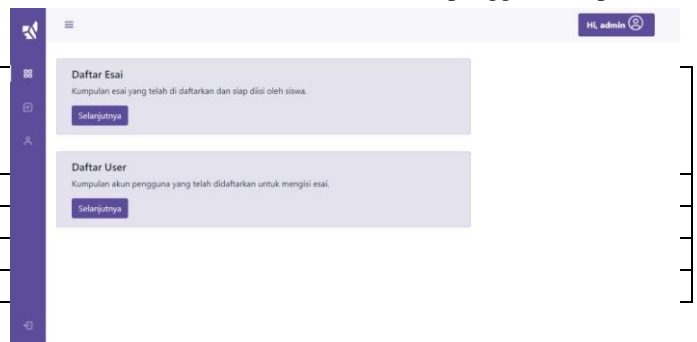 Hi, admin
Daftar Esai
Kumpulan esai yang telah di daftarkan dan siap diisi oleh siswa.
Selanjutnya
Daftar User
Kumpulan akun pengguna yang telah didaftarkan untuk mengisi esai.
Selanjutnya